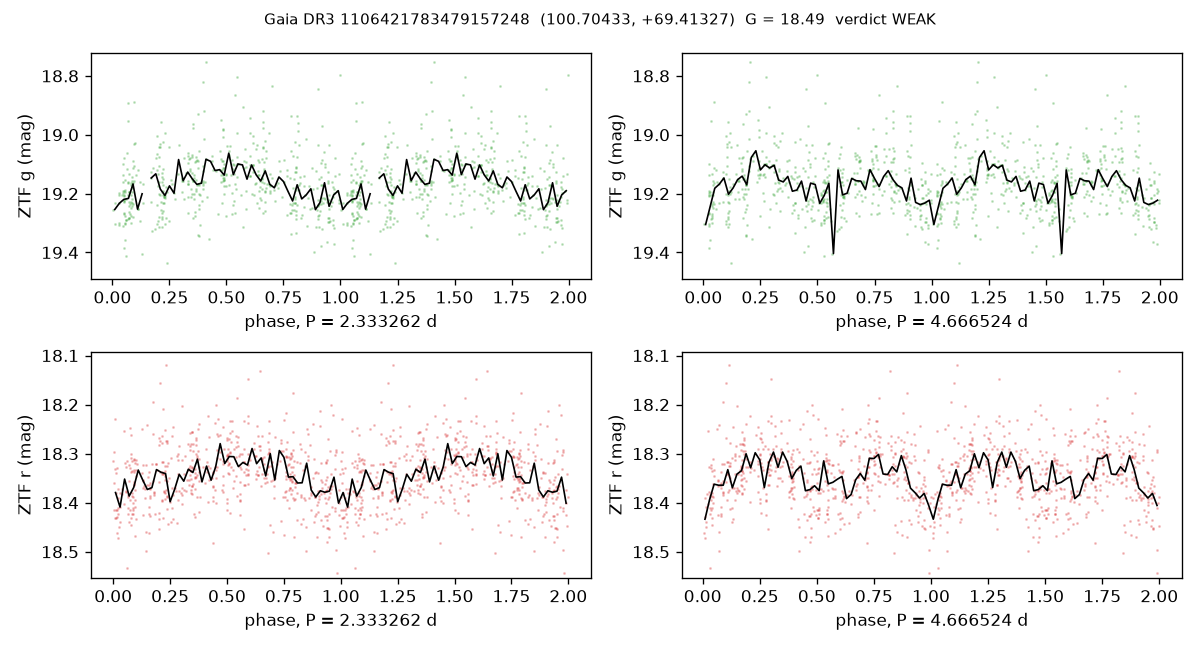 Gaia DR3 1106421783479157248 (100.70433, +69.41327) G = 18.49 verdict WEAK
ZTF g (mag)
18.8
19.0
19.2
19.4
0.00 0.25 0.50 0.75 1.00 1.25 1.50 1.75 2.00
phase, P = 2.333262 d
ZTF g (mag)
18.8
19.0
19.2
19.4
0.00 0.25 0.50 0.75 1.00 1.25 1.50 1.75 2.00
phase, P = 4.666524 d
ZTF r (mag)
18.1
18.2
18.3
18.4
18.5
0.00 0.25 0.50 0.75 1.00 1.25 1.50 1.75 2.00
phase, P = 2.333262 d
ZTF r (mag)
18.1
18.2
18.3
18.4
18.5
0.00 0.25 0.50 0.75 1.00 1.25 1.50 1.75 2.00
phase, P = 4.666524 d